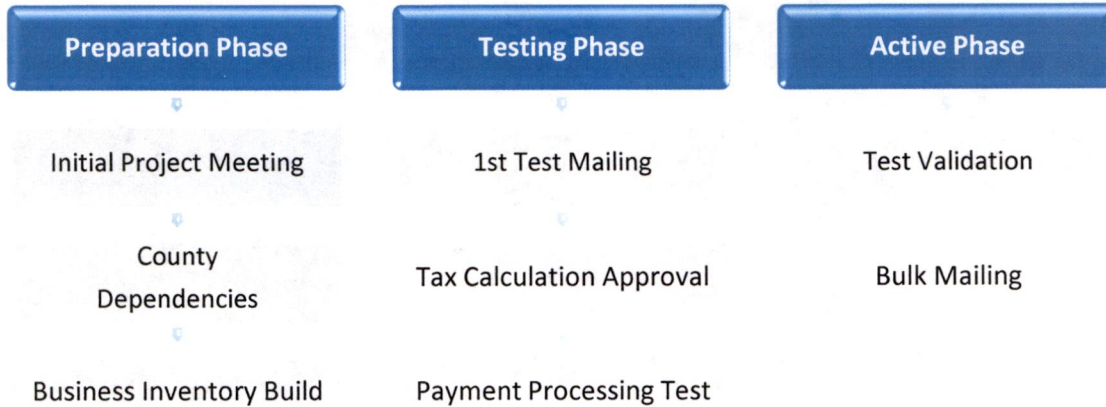 Preparation Phase
Initial Project Meeting
County
Dependencies
Business Inventory Build
Testing Phase
1st Test Mailing
Tax Calculation Approval
Payment Processing Test
Active Phase
Test Validation
Bulk Mailing